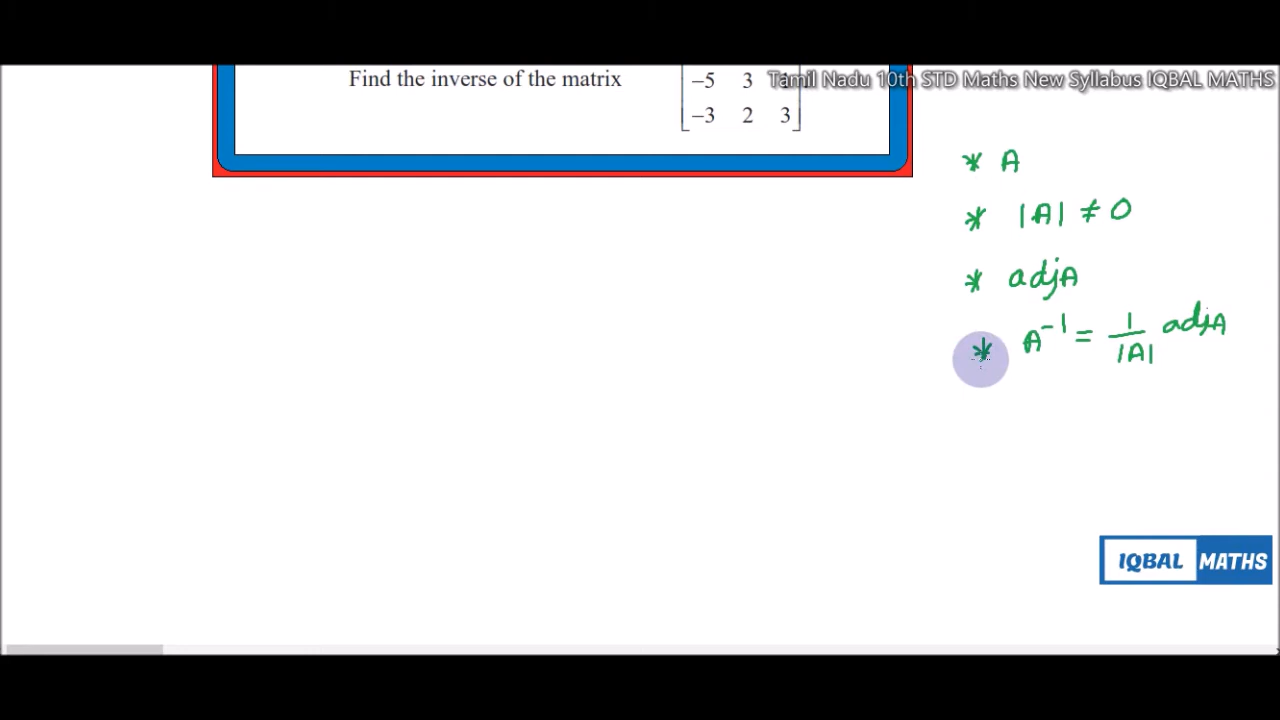 Tamil Nadu 10th STD Maths New Syllabus IQBAL MATHS
Find the inverse of the matrix
-5 3
-3 2 3
* A
* |A| ≠ 0
* adjA
* A⁻¹ = 1/|A| adjA
IQBAL MATHS